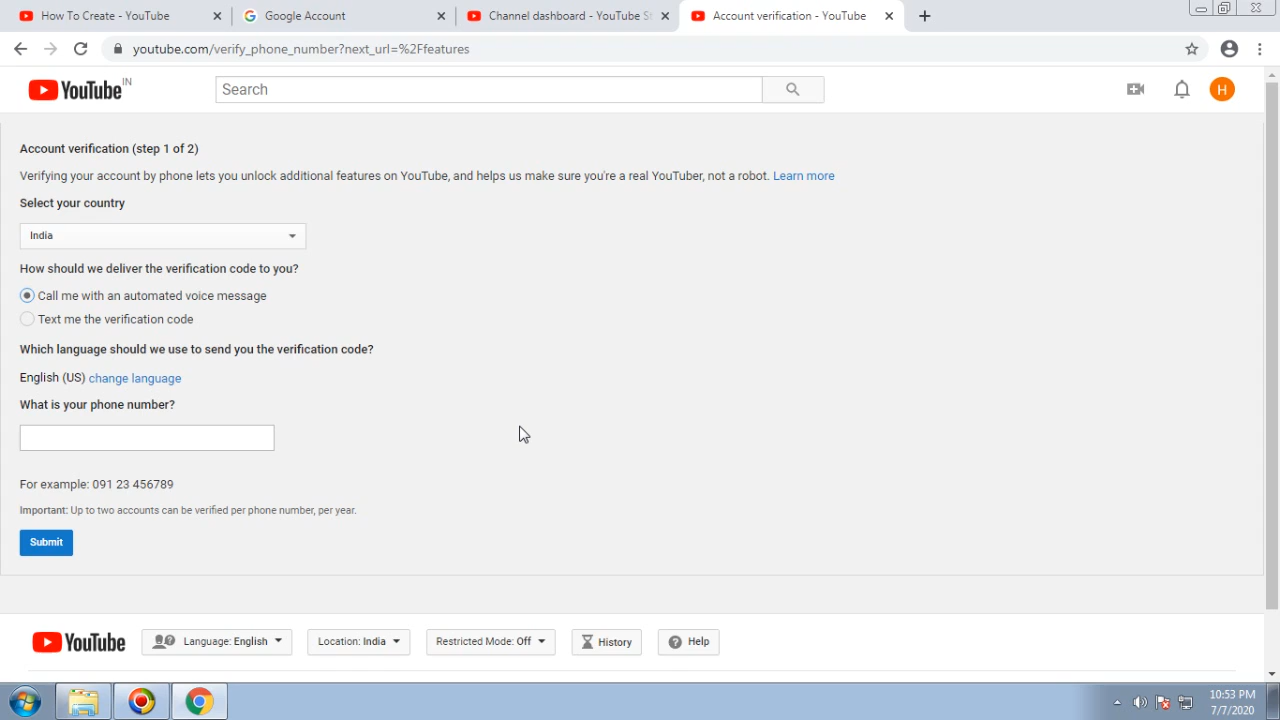 How To Create - YouTube
Google Account
Channel dashboard - YouTube St
Account verification - YouTube
youtube.com/verify_phone_number?next_url=%2Ffeatures
YouTube IN
Search
H
Account verification (step 1 of 2)
Verifying your account by phone lets you unlock additional features on YouTube, and helps us make sure you're a real YouTuber, not a robot. Learn more
Select your country
India
How should we deliver the verification code to you?
Call me with an automated voice message
Text me the verification code
Which language should we use to send you the verification code?
English (US) change language
What is your phone number?
For example: 091 23 456789
Important: Up to two accounts can be verified per phone number, per year.
Submit
YouTube
Language: English
Location: India
Restricted Mode: Off
History
Help
10:53 PM
7/7/2020